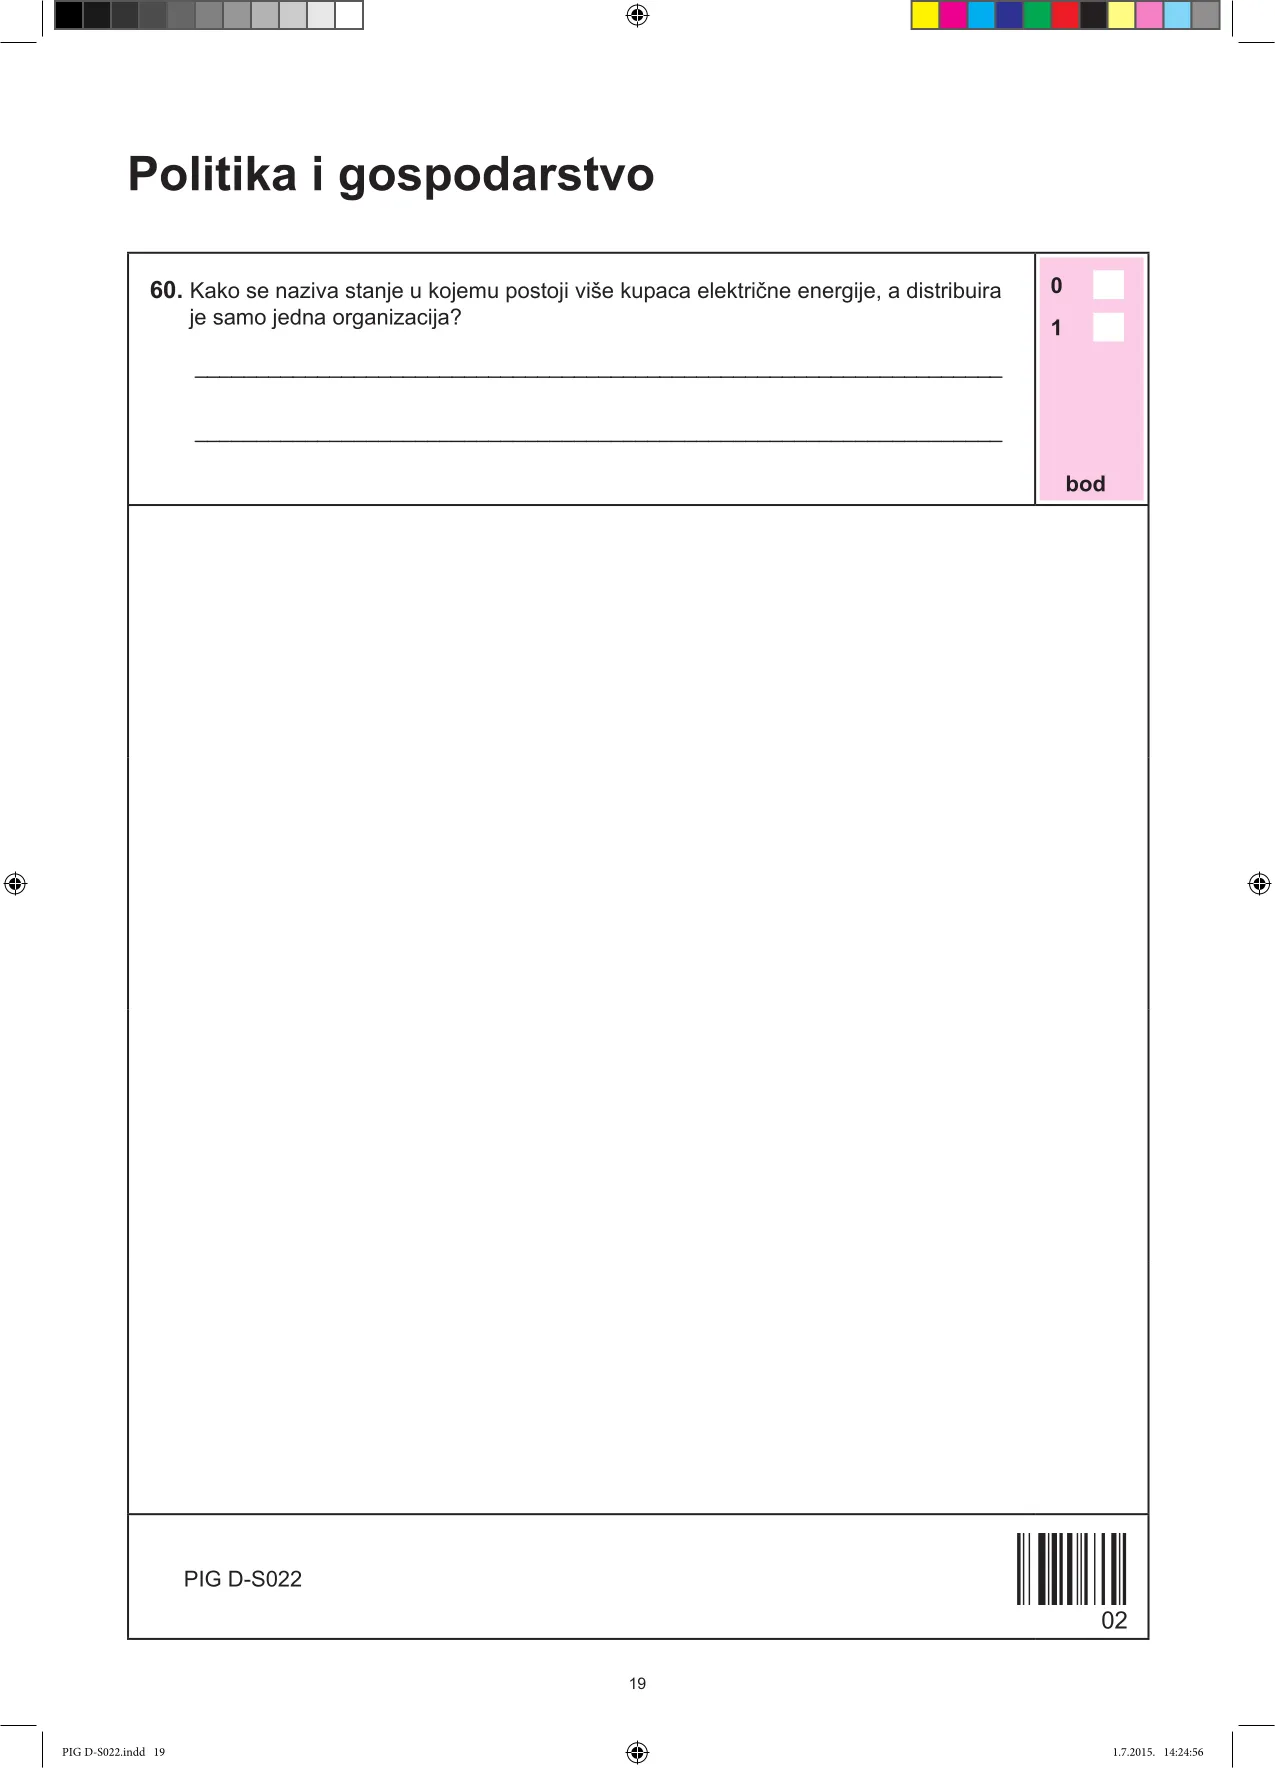 Politika i gospodarstvo
60. Kako se naziva stanje u kojemu postoji više kupaca električne energije, a distribuira
je samo jedna organizacija?
0
1
bod
PIG D-S022
02
19
PIG D-S022.indd 19
1.7.2015. 14:24:56